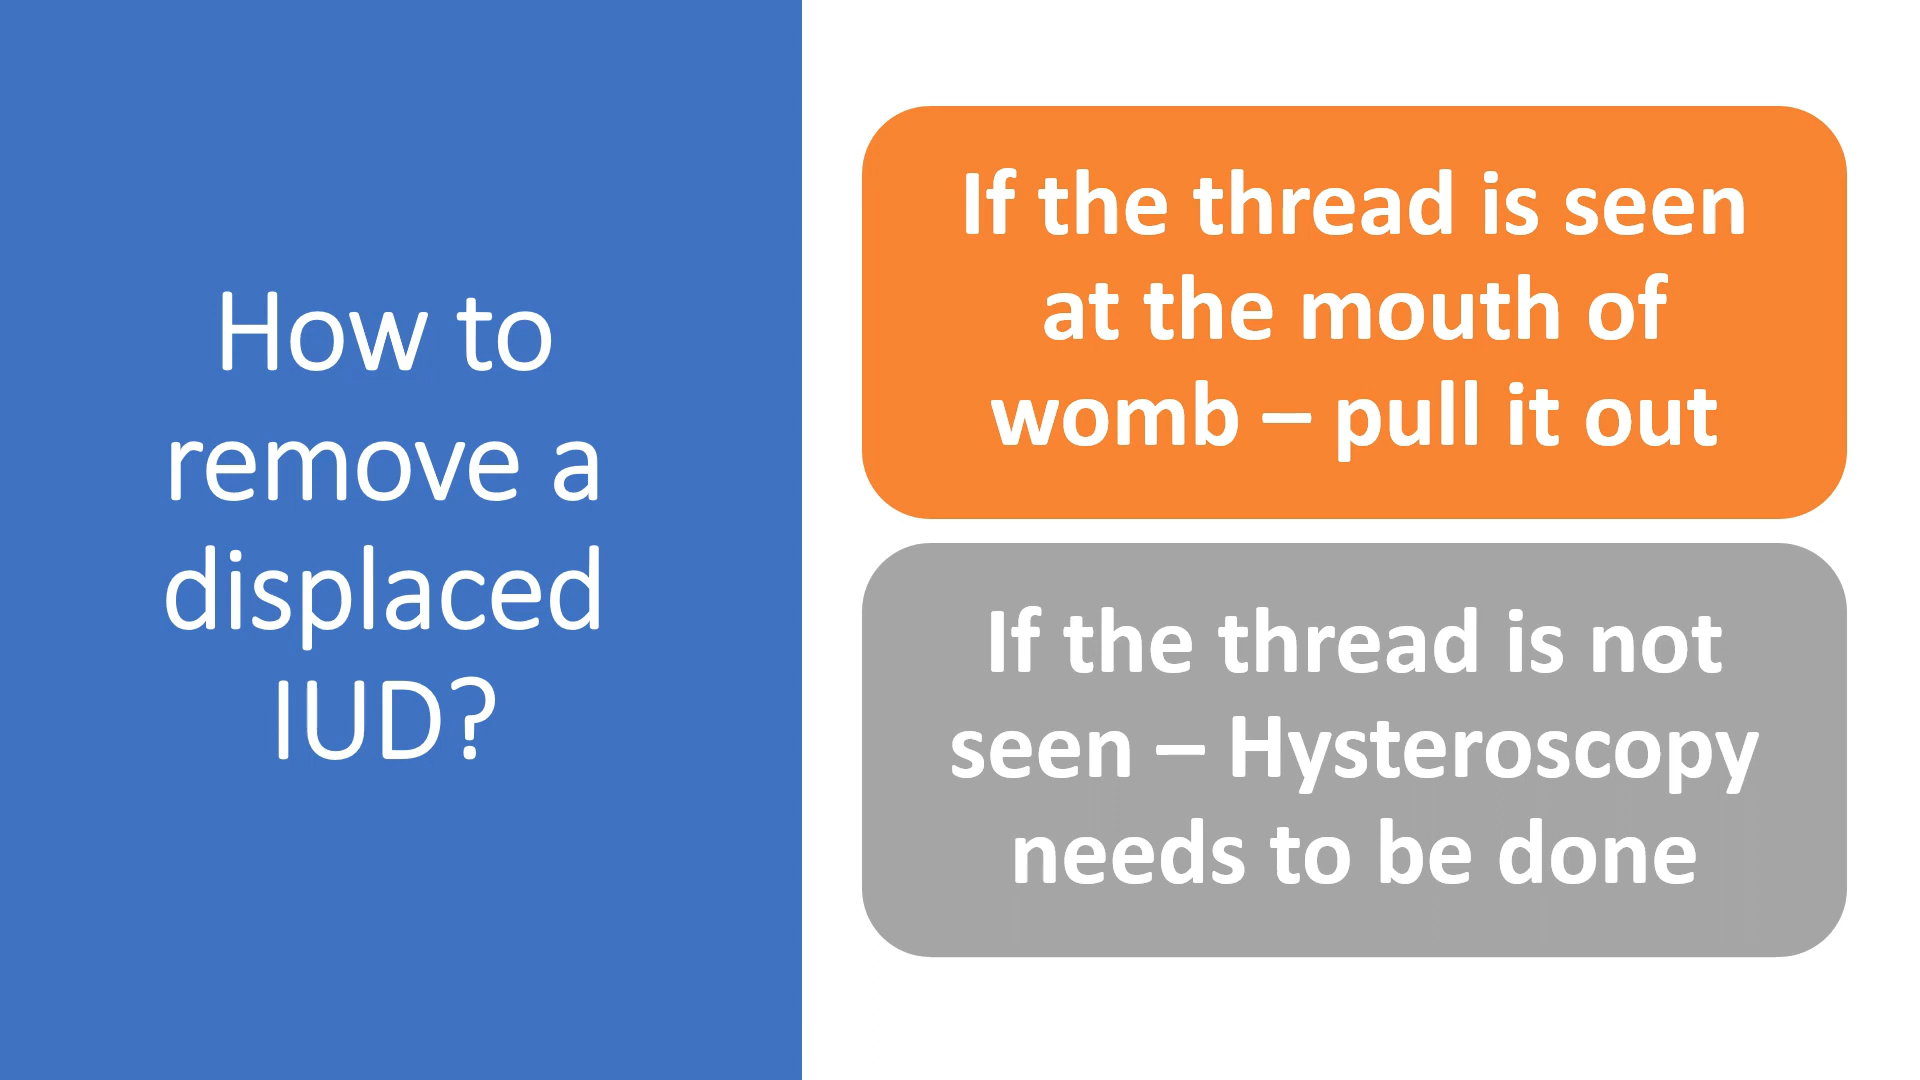 How to
remove a
displaced
IUD?
If the thread is seen
at the mouth of
womb – pull it out
If the thread is not
seen – Hysteroscopy
needs to be done